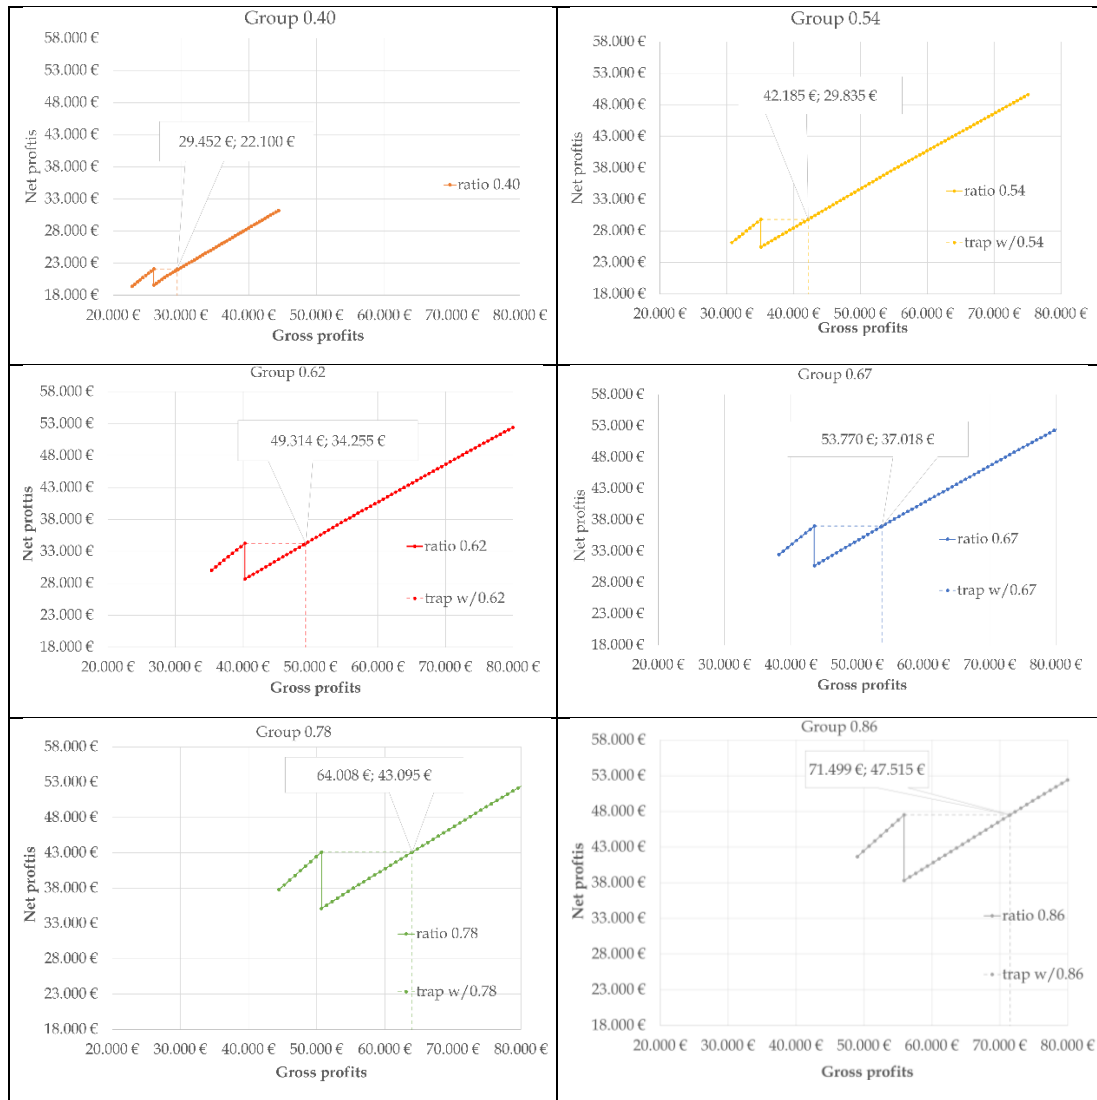 Group 0.40
Net proftis
58.000 €
53.000 €
48.000 €
43.000 €
38.000 €
33.000 €
28.000 €
23.000 €
18.000 €
29.452 €; 22.100 €
ratio 0.40
20.000 € 30.000 € 40.000 € 50.000 € 60.000 € 70.000 € 80.000 €
Gross profits
Group 0.54
Net proftis
58.000 €
53.000 €
48.000 €
43.000 €
38.000 €
33.000 €
28.000 €
23.000 €
18.000 €
42.185 €; 29.835 €
ratio 0.54
trap w/0.54
20.000 € 30.000 € 40.000 € 50.000 € 60.000 € 70.000 € 80.000 €
Gross profits
Group 0.62
Net proftis
58.000 €
53.000 €
48.000 €
43.000 €
38.000 €
33.000 €
28.000 €
23.000 €
18.000 €
49.314 €; 34.255 €
ratio 0.62
trap w/0.62
20.000 € 30.000 € 40.000 € 50.000 € 60.000 € 70.000 € 80.000 €
Gross profits
Group 0.67
Net proftis
58.000 €
53.000 €
48.000 €
43.000 €
38.000 €
33.000 €
28.000 €
23.000 €
18.000 €
53.770 €; 37.018 €
ratio 0.67
trap w/0.67
20.000 € 30.000 € 40.000 € 50.000 € 60.000 € 70.000 € 80.000 €
Gross profits
Group 0.78
Net proftis
58.000 €
53.000 €
48.000 €
43.000 €
38.000 €
33.000 €
28.000 €
23.000 €
18.000 €
64.008 €; 43.095 €
ratio 0.78
trap w/0.78
20.000 € 30.000 € 40.000 € 50.000 € 60.000 € 70.000 € 80.000 €
Gross profits
Group 0.86
Net proftis
58.000 €
53.000 €
48.000 €
43.000 €
38.000 €
33.000 €
28.000 €
23.000 €
18.000 €
71.499 €; 47.515 €
ratio 0.86
trap w/0.86
20.000 € 30.000 € 40.000 € 50.000 € 60.000 € 70.000 € 80.000 €
Gross profits